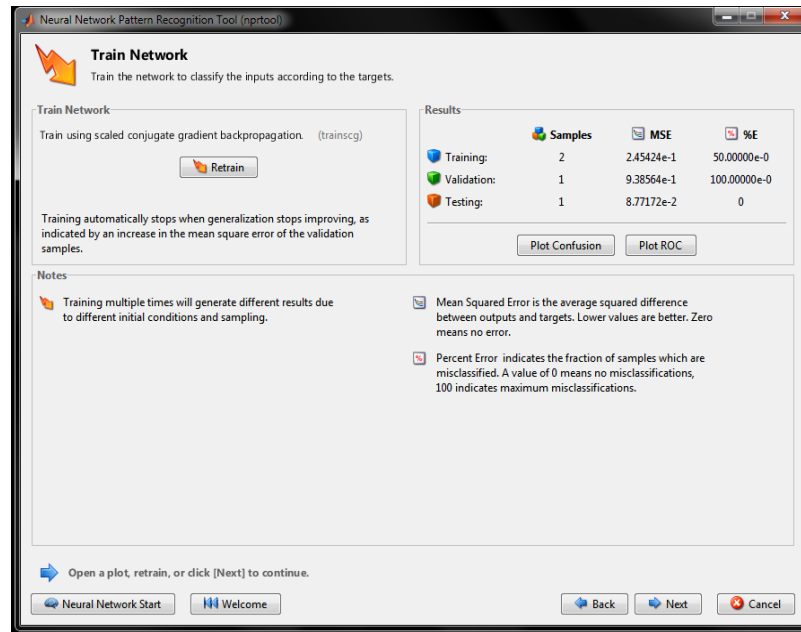 Neural Network Pattern Recognition Tool (nprtool)
Train Network
Train the network to classify the inputs according to the targets.
Train Network
Train using scaled conjugate gradient backpropagation. (trainscg)
Retrain
Training automatically stops when generalization stops improving, as
indicated by an increase in the mean square error of the validation
samples.
Results
Samples MSE %E
Training: 2 2.45424e-1 50.00000e-0
Validation: 1 9.38564e-1 100.00000e-0
Testing: 1 8.77172e-2 0
Plot Confusion Plot ROC
Notes
Training multiple times will generate different results due
to different initial conditions and sampling.
Mean Squared Error is the average squared difference
between outputs and targets. Lower values are better. Zero
means no error.
Percent Error indicates the fraction of samples which are
misclassified. A value of 0 means no misclassifications,
100 indicates maximum misclassifications.
Open a plot, retrain, or click [Next] to continue.
Neural Network Start Welcome Back Next Cancel